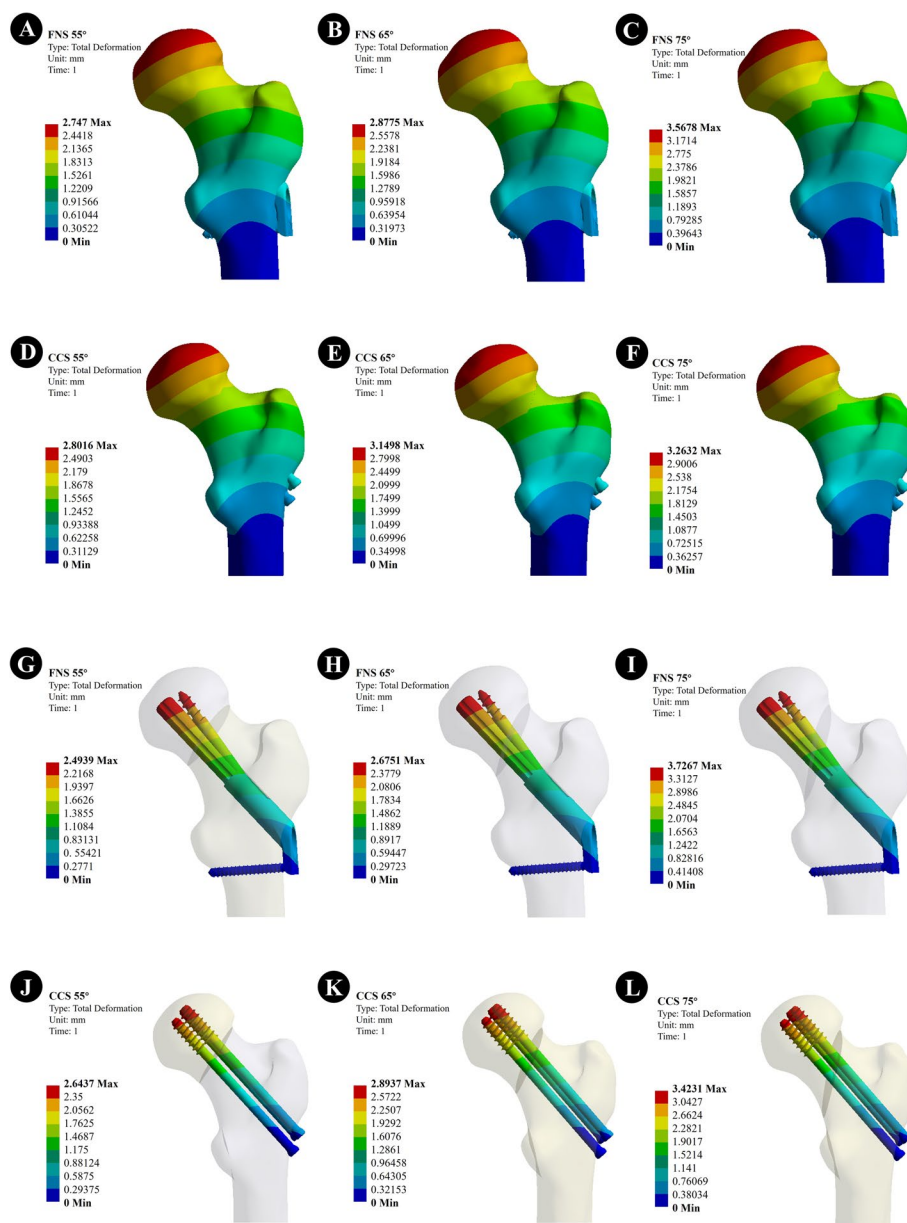 A
FNS 55°
Type: Total Deformation
Unit: mm
Time: 1
2.747 Max
2.4418
2.1365
1.8313
1.5261
1.2209
0.91566
0.61044
0.30522
0 Min
B
FNS 65°
Type: Total Deformation
Unit: mm
Time: 1
2.8775 Max
2.5578
2.2381
1.9184
1.5986
1.2789
0.95918
0.63954
0.31973
0 Min
C
FNS 75°
Type: Total Deformation
Unit: mm
Time: 1
3.5678 Max
3.1714
2.775
2.3786
1.9821
1.5857
1.1893
0.79285
0.39643
0 Min
D
CCS 55°
Type: Total Deformation
Unit: mm
Time: 1
2.8016 Max
2.4903
2.179
1.8678
1.5565
1.2452
0.93388
0.62258
0.31129
0 Min
E
CCS 65°
Type: Total Deformation
Unit: mm
Time: 1
3.1498 Max
2.7998
2.4499
2.0999
1.7499
1.3999
1.0499
0.69996
0.34998
0 Min
F
CCS 75°
Type: Total Deformation
Unit: mm
Time: 1
3.2632 Max
2.9006
2.538
2.1754
1.8129
1.4503
1.0877
0.72515
0.36257
0 Min
G
FNS 55°
Type: Total Deformation
Unit: mm
Time: 1
2.4939 Max
2.2168
1.9397
1.6626
1.3855
1.1084
0.83131
0. 55421
0.2771
0 Min
H
FNS 65°
Type: Total Deformation
Unit: mm
Time: 1
2.6751 Max
2.3779
2.0806
1.7834
1.4862
1.1889
0.8917
0.59447
0.29723
0 Min
I
FNS 75°
Type: Total Deformation
Unit: mm
Time: 1
3.7267 Max
3.3127
2.8986
2.4845
2.0704
1.6563
1.2422
0.82816
0.41408
0 Min
J
CCS 55°
Type: Total Deformation
Unit: mm
Time: 1
2.6437 Max
2.35
2.0562
1.7625
1.4687
1.175
0.88124
0.5875
0.29375
0 Min
K
CCS 65°
Type: Total Deformation
Unit: mm
Time: 1
2.8937 Max
2.5722
2.2507
1.9292
1.6076
1.2861
0.96458
0.64305
0.32153
0 Min
L
CCS 75°
Type: Total Deformation
Unit: mm
Time: 1
3.4231 Max
3.0427
2.6624
2.2821
1.9017
1.5214
1.141
0.76069
0.38034
0 Min